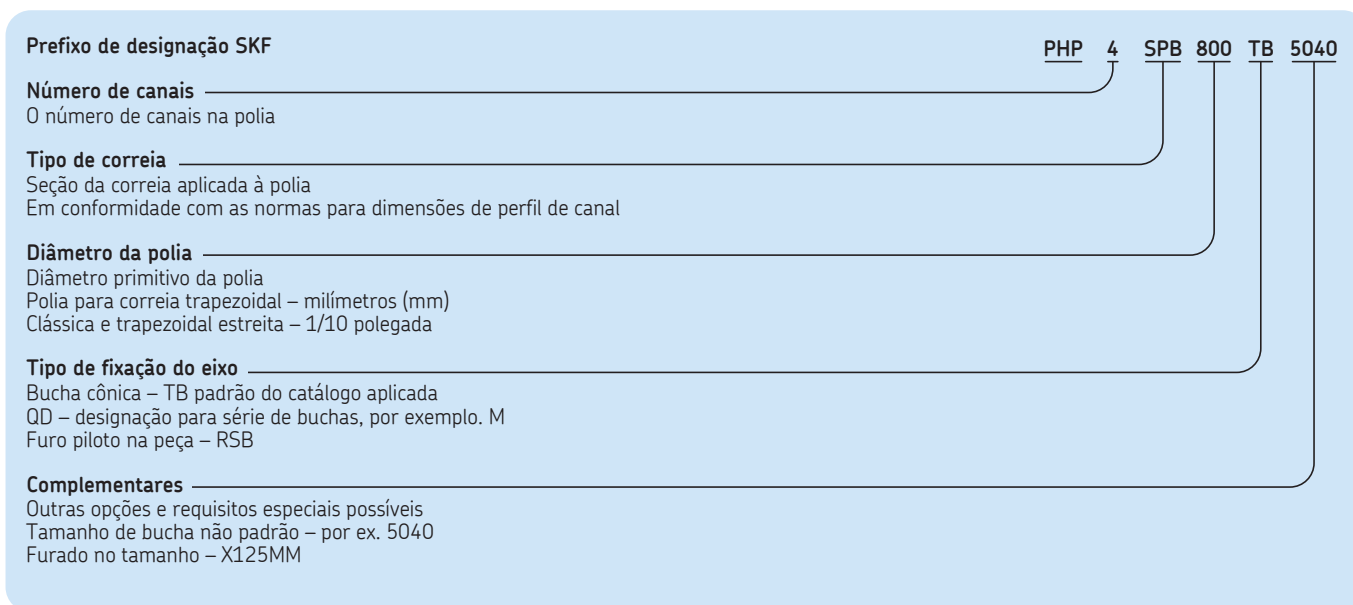 Prefixo de designação SKF PHP 4 SPB 800 TB 5040
Número de canais
O número de canais na polia
Tipo de correia
Seção da correia aplicada à polia
Em conformidade com as normas para dimensões de perfil de canal
Diâmetro da polia
Diâmetro primitivo da polia
Polia para correia trapezoidal – milímetros (mm)
Clássica e trapezoidal estreita – 1/10 polegada
Tipo de fixação do eixo
Bucha cônica – TB padrão do catálogo aplicada
QD – designação para série de buchas, por exemplo. M
Furo piloto na peça – RSB
Complementares
Outras opções e requisitos especiais possíveis
Tamanho de bucha não padrão – por ex. 5040
Furado no tamanho – X125MM